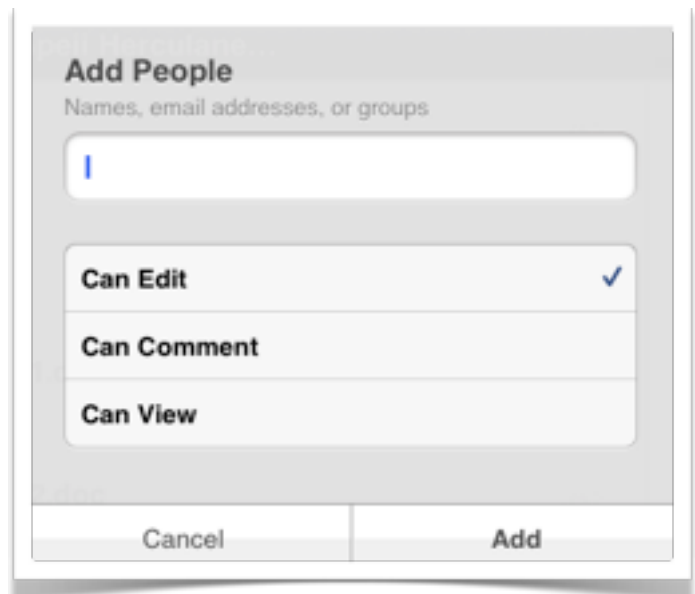 Add People
Names, email addresses, or groups
Can Edit
Can Comment
Can View
Cancel
Add